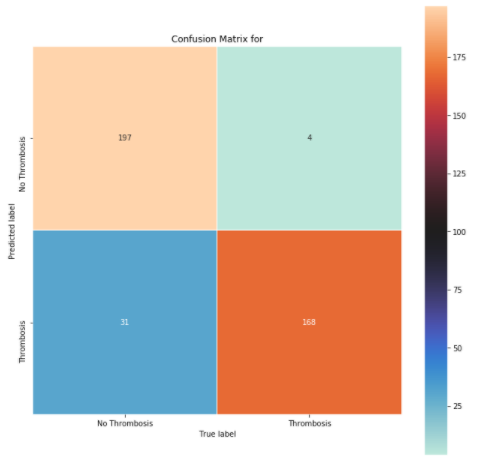 Confusion Matrix for
No Thrombosis
Thrombosis
Predicted label
197
4
31
168
No Thrombosis
Thrombosis
True label
175
150
125
100
75
50
25